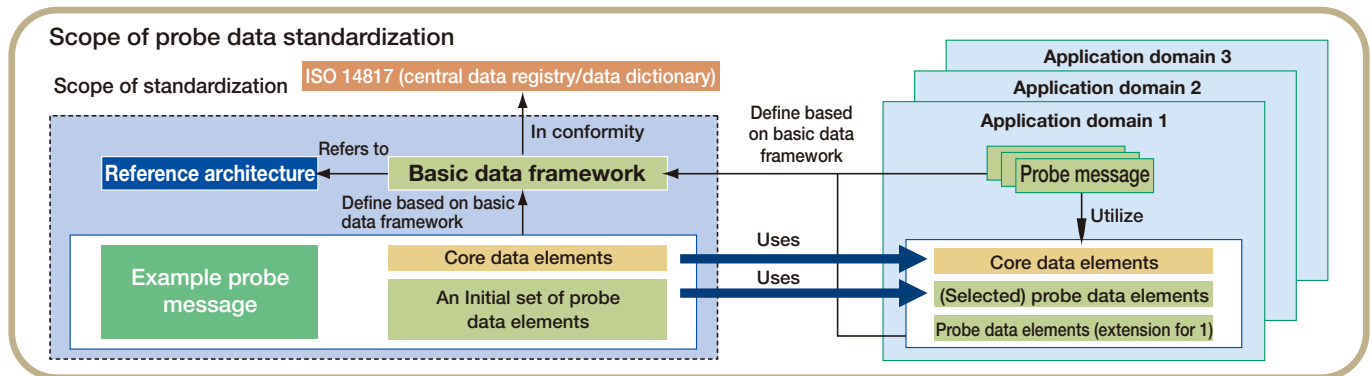 Scope of probe data standardization
Scope of standardization
ISO 14817 (central data registry/data dictionary)
In conformity
Refers to
Reference architecture
Basic data framework
Define based on basic
data framework
Example probe
message
Core data elements
An Initial set of probe
data elements
Uses
Uses
Define based
on basic data
framework
Application domain 3
Application domain 2
Application domain 1
Probe message
Utilize
Core data elements
(Selected) probe data elements
Probe data elements (extension for 1)